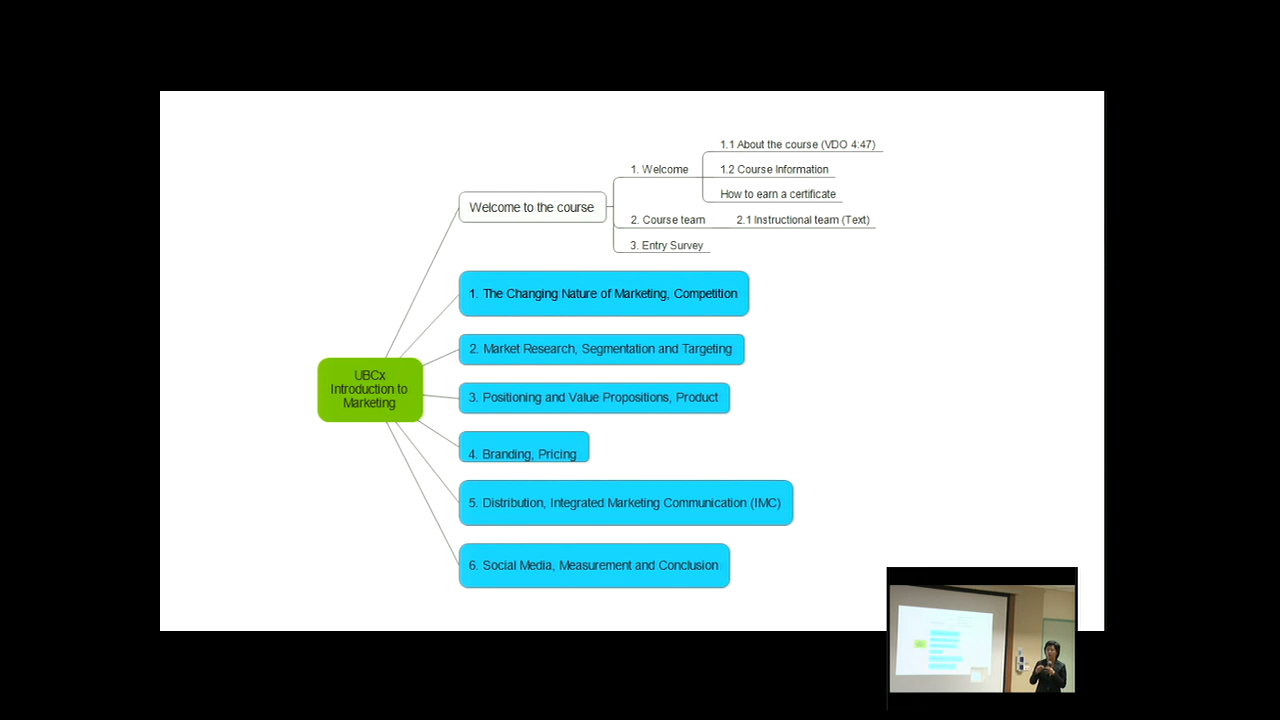 1.1 About the course (VDO 4:47)
1. Welcome
1.2 Course Information
How to earn a certificate
Welcome to the course
2. Course team
2.1 Instructional team (Text)
3. Entry Survey
1. The Changing Nature of Marketing, Competition
2. Market Research, Segmentation and Targeting
UBCx
Introduction to
Marketing
3. Positioning and Value Propositions, Product
4. Branding, Pricing
5. Distribution, Integrated Marketing Communication (IMC)
6. Social Media, Measurement and Conclusion